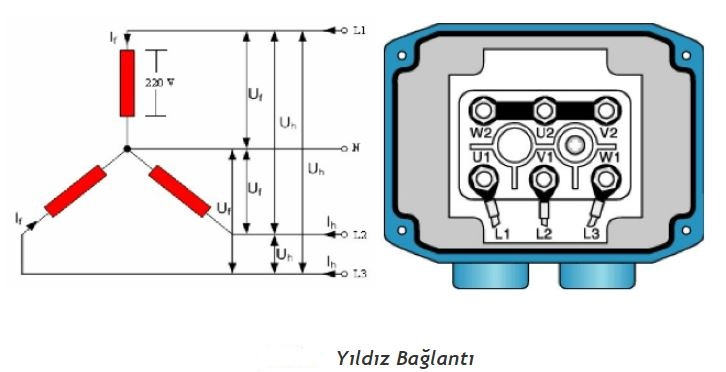 If L1
220 V
Uf
Uh
Uh
N
Uf
Uf
If
Ih L2
Uh
Ih L3
W2 U2 V2
U1 V1 W1
L1 L2 L3
Yıldız Bağlantı